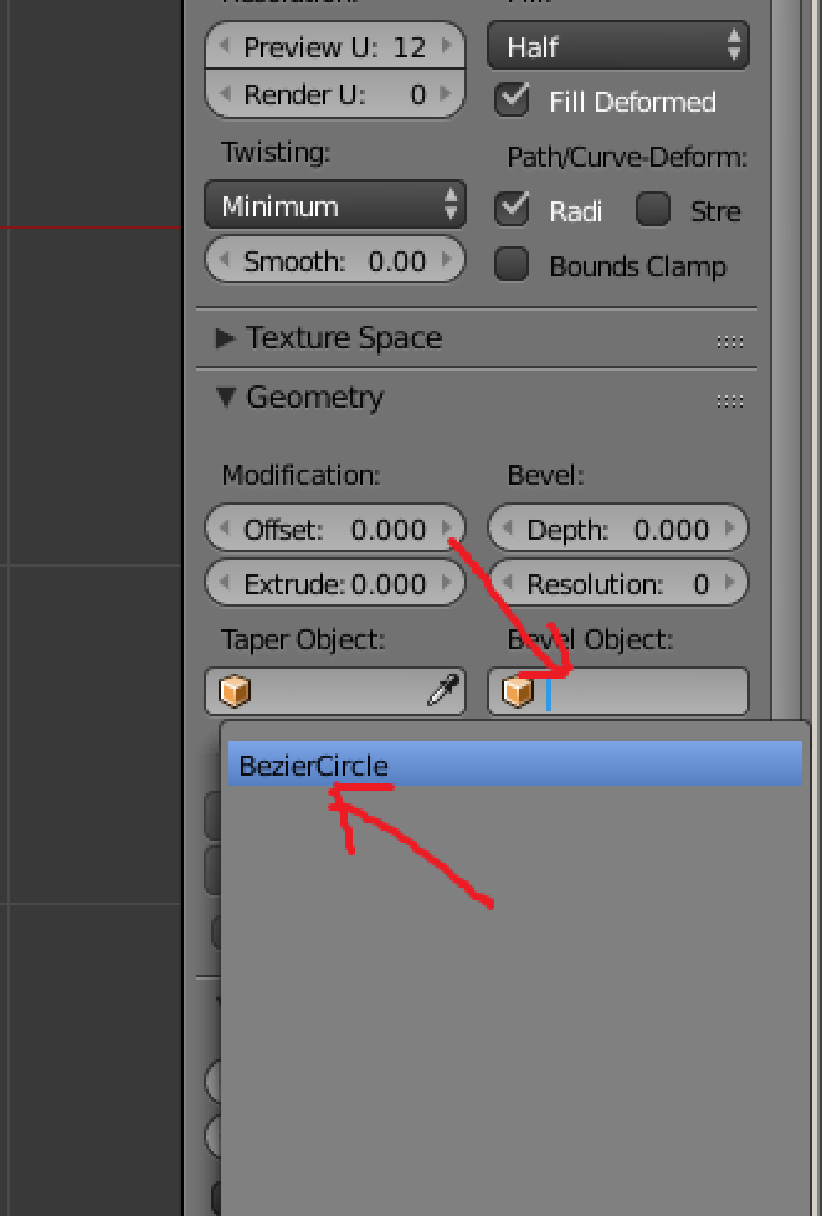 Preview U: 12
Half
Render U: 0
Fill Deformed
Twisting:
Path/Curve-Deform:
Minimum
Radi
Stre
Smooth: 0.00
Bounds Clamp
Texture Space
Geometry
Modification:
Bevel:
Offset: 0.000
Depth: 0.000
Extrude: 0.000
Resolution: 0
Taper Object:
Bevel Object:
BezierCircle